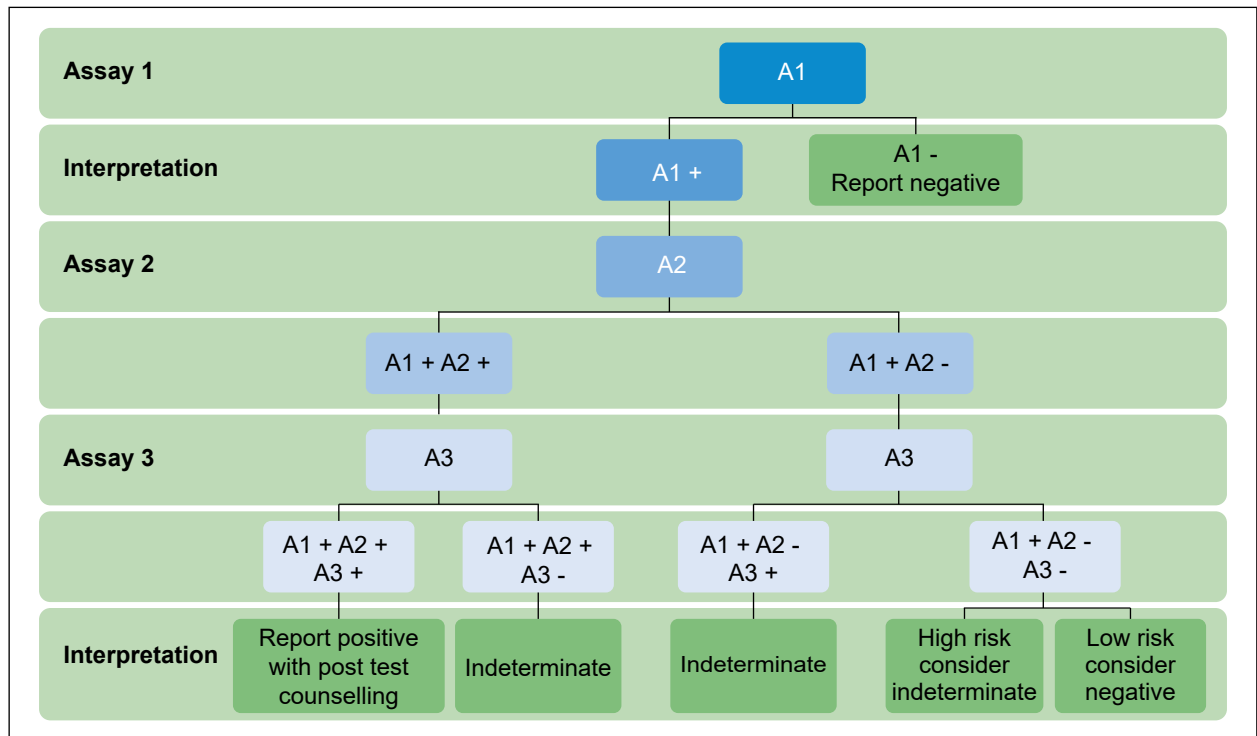 Assay 1
A1
Interpretation
A1 +
A1 -
Report negative
Assay 2
A2
A1 + A2 +
A1 + A2 -
Assay 3
A3
A3
A1 + A2 +
A3 +
A1 + A2 +
A3 -
A1 + A2 -
A3 +
A1 + A2 -
A3 -
Interpretation
Report positive
with post test
counselling
Indeterminate
Indeterminate
High risk
consider
indeterminate
Low risk
consider
negative